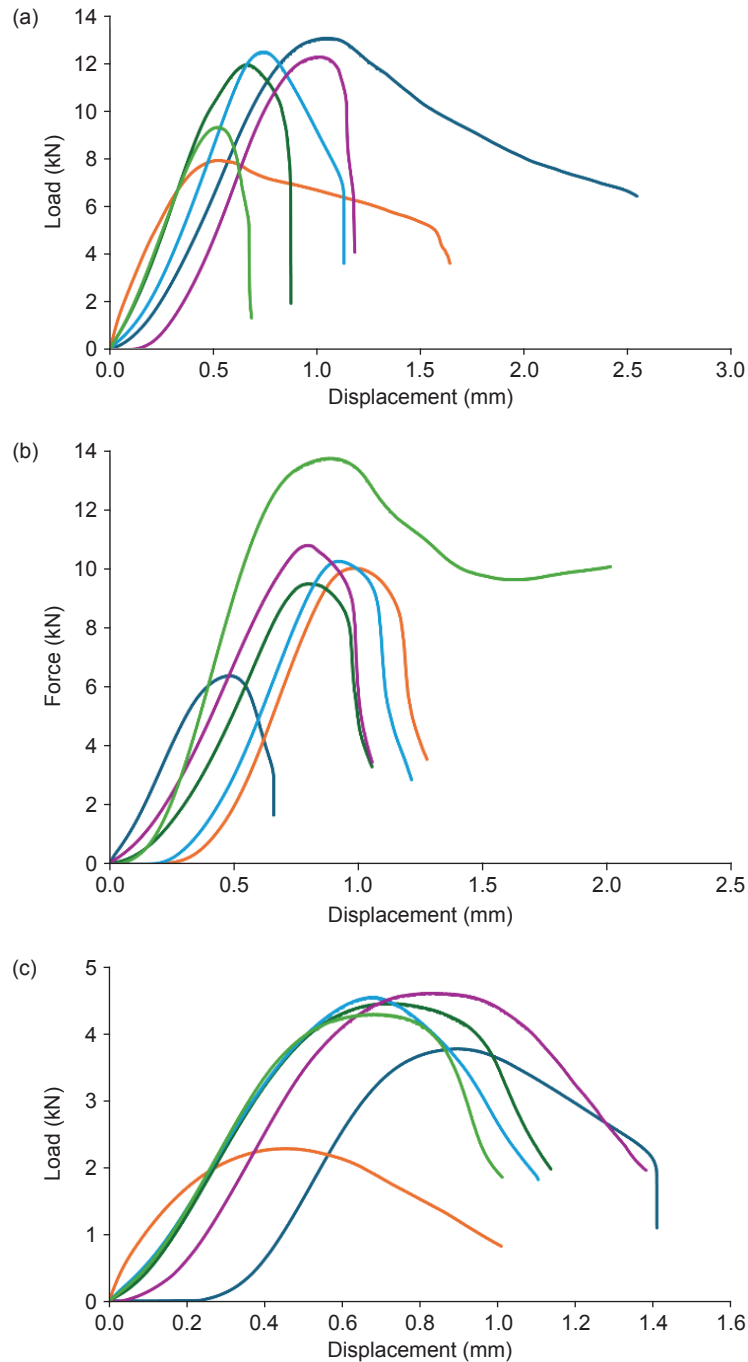 (a)
14
12
10
8
6
4
2
0
Load (kN)
0.0 0.5 1.0 1.5 2.0 2.5 3.0
Displacement (mm)
(b)
14
12
10
8
6
4
2
0
Force (kN)
0.0 0.5 1.0 1.5 2.0 2.5
Displacement (mm)
(c)
5
4
3
2
1
0
Load (kN)
0.0 0.2 0.4 0.6 0.8 1.0 1.2 1.4 1.6
Displacement (mm)